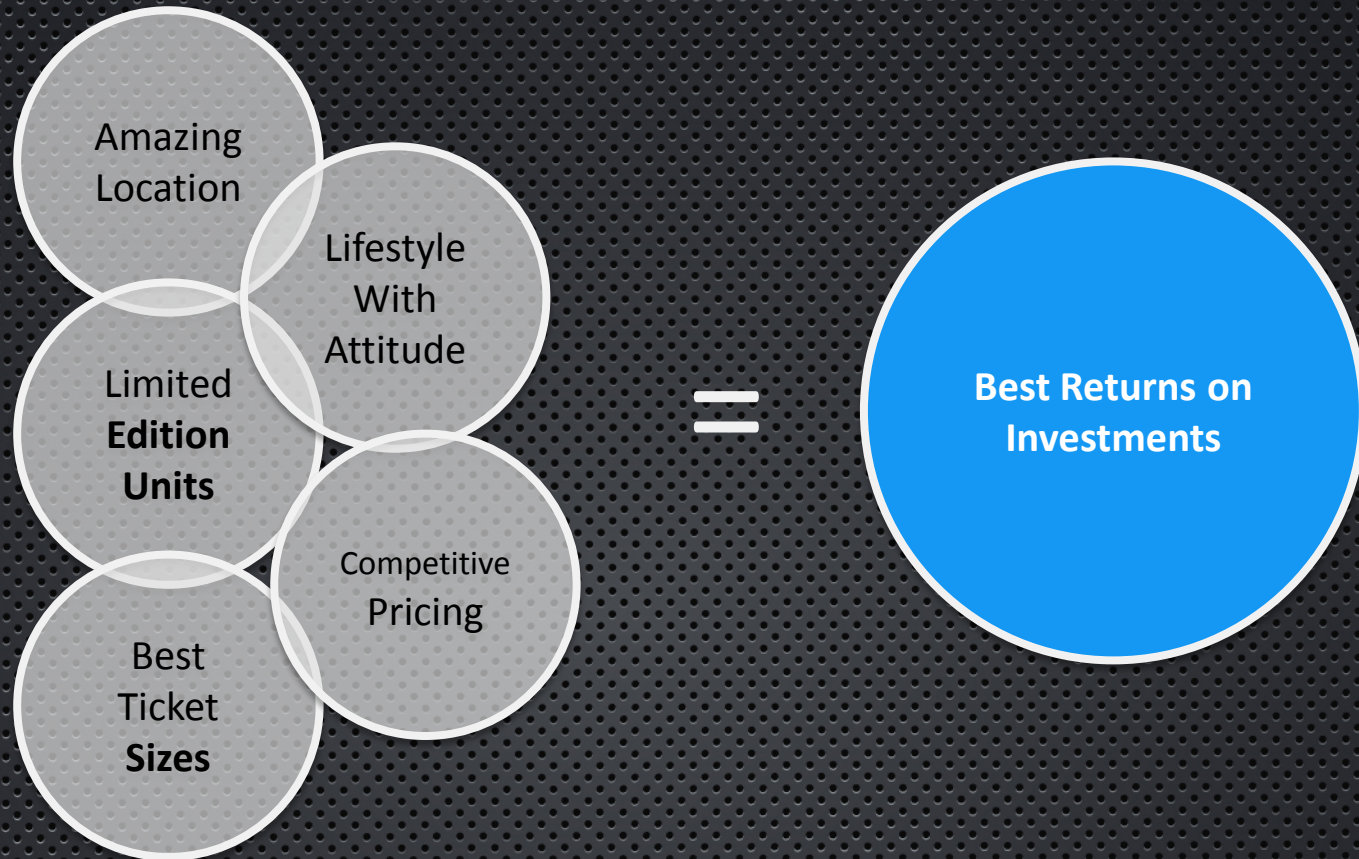 Amazing
Location
Lifestyle
With
Attitude
Limited
Edition
Units
Competitive
Pricing
Best
Ticket
Sizes
=
Best Returns on
Investments